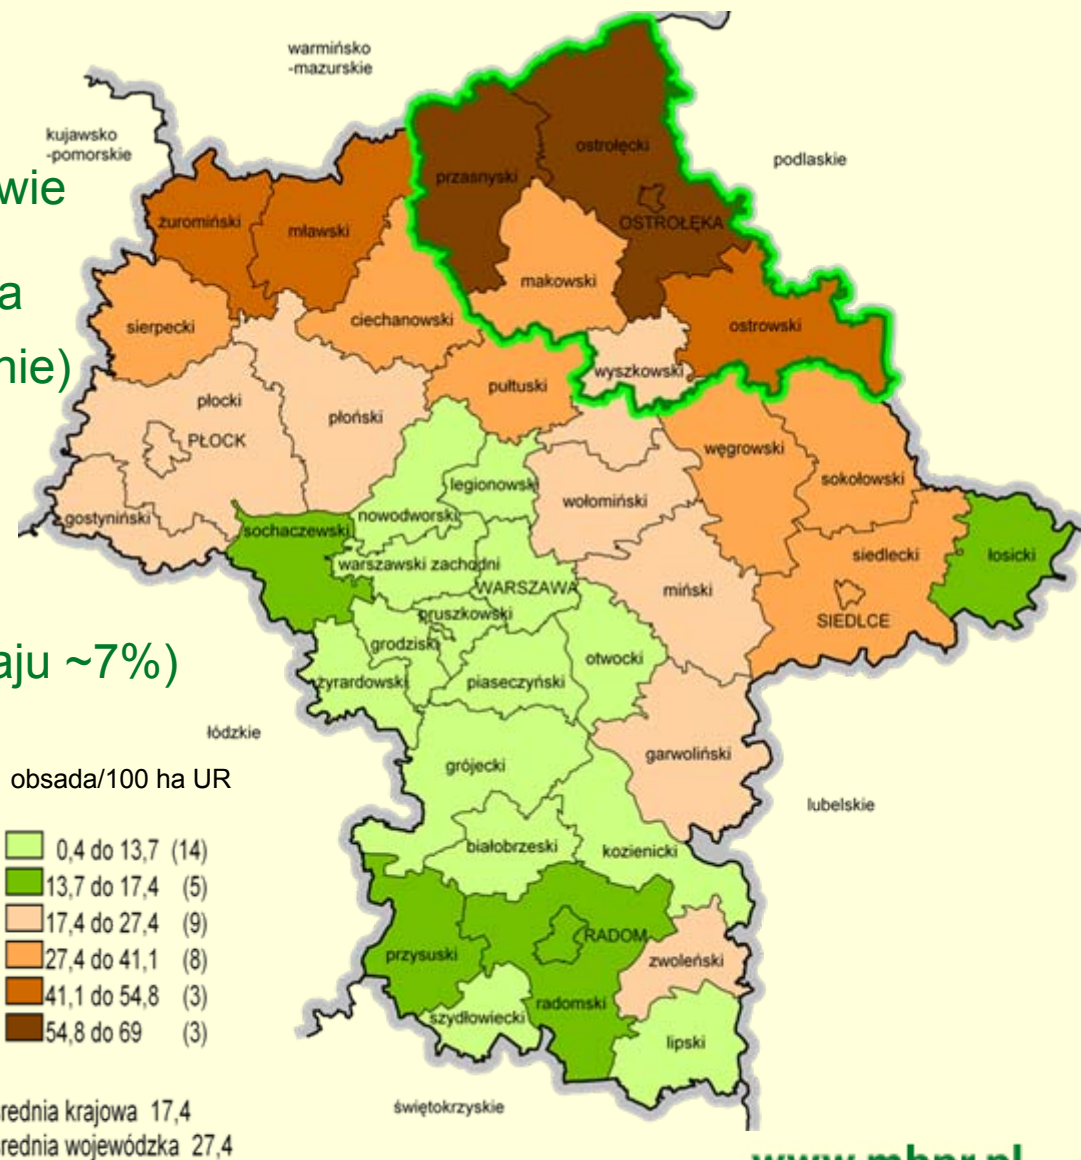 warmińsko
-mazurskie
kujawsko
-pomorskie
podlaskie
wie
a
nie)
aju ~7%)
ostrołęcki
przasnyski
OSTROŁĘKA
żuromiński
mławski
makowski
sierpecki
ciechanowski
ostrowski
wyszkowski
pułtuski
płocki
PŁOCK
płoński
węgrowski
sokołowski
legionowski
wołomiński
gostyniński
nowodworski
sochaczewski
siedlecki
łosicki
warszawski zachodni
WARSZAWA
miński
pruszkowski
SIEDLCE
grodziski
otwocki
żyrardowski
piaseczyński
łódzkie
garwoliński
grójecki
lubelskie
białobrzeski
kozienicki
RADOM
przysuski
zwoleński
radomski
szydłowiecki
lipski
świętokrzyskie
obsada/100 ha UR
0,4 do 13,7 (14)
13,7 do 17,4 (5)
17,4 do 27,4 (9)
27,4 do 41,1 (8)
41,1 do 54,8 (3)
54,8 do 69 (3)
rednia krajowa 17,4
rednia wojewódzka 27,4
www.mbpr.pl